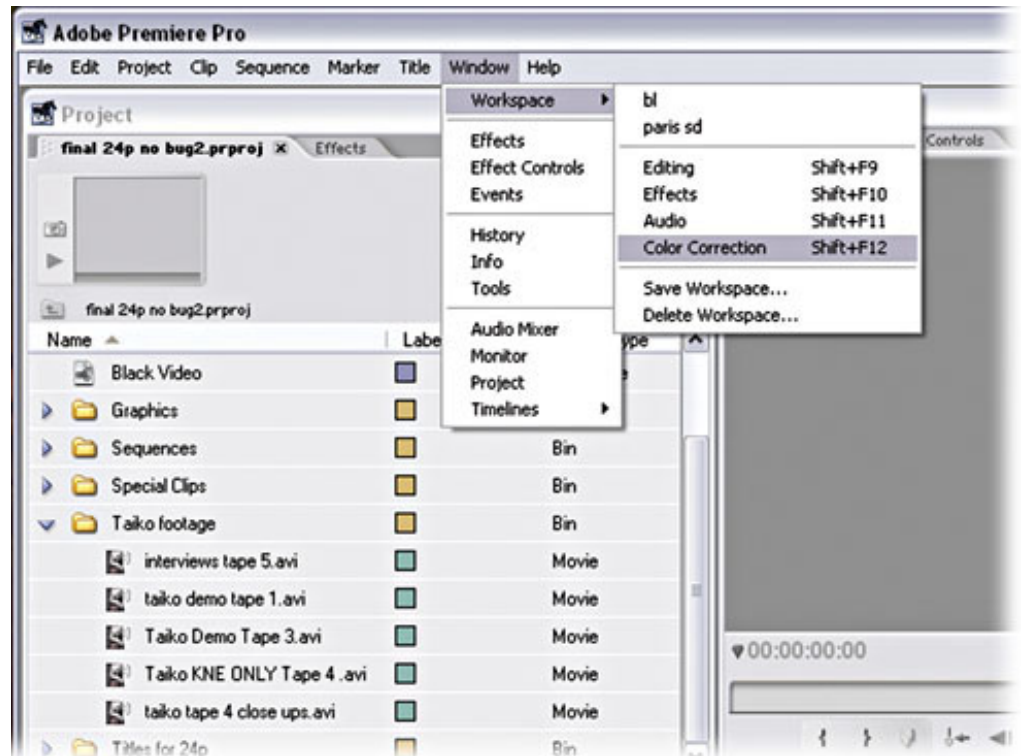 Adobe Premiere Pro
File Edit Project Clip Sequence Marker Title Window Help
Project
final 24p no bug2.prproj × Effects
final 24p no bug2.prproj
Name Labe
Black Video
Graphics
Sequences Bin
Special Clips Bin
Taiko footage Bin
interviews tape 5.avi Movie
taiko demo tape 1.avi Movie
Taiko Demo Tape 3.avi Movie
Taiko KNE ONLY Tape 4 .avi Movie
taiko tape 4 close ups.avi Movie
Titles for 24p Bin
Workspace
Effects
Effect Controls
Events
History
Info
Tools
Audio Mixer
Monitor
Project
Timelines
bl
paris sd
Editing Shift+F9
Effects Shift+F10
Audio Shift+F11
Color Correction Shift+F12
Save Workspace...
Delete Workspace...
Controls
00:00:00:00